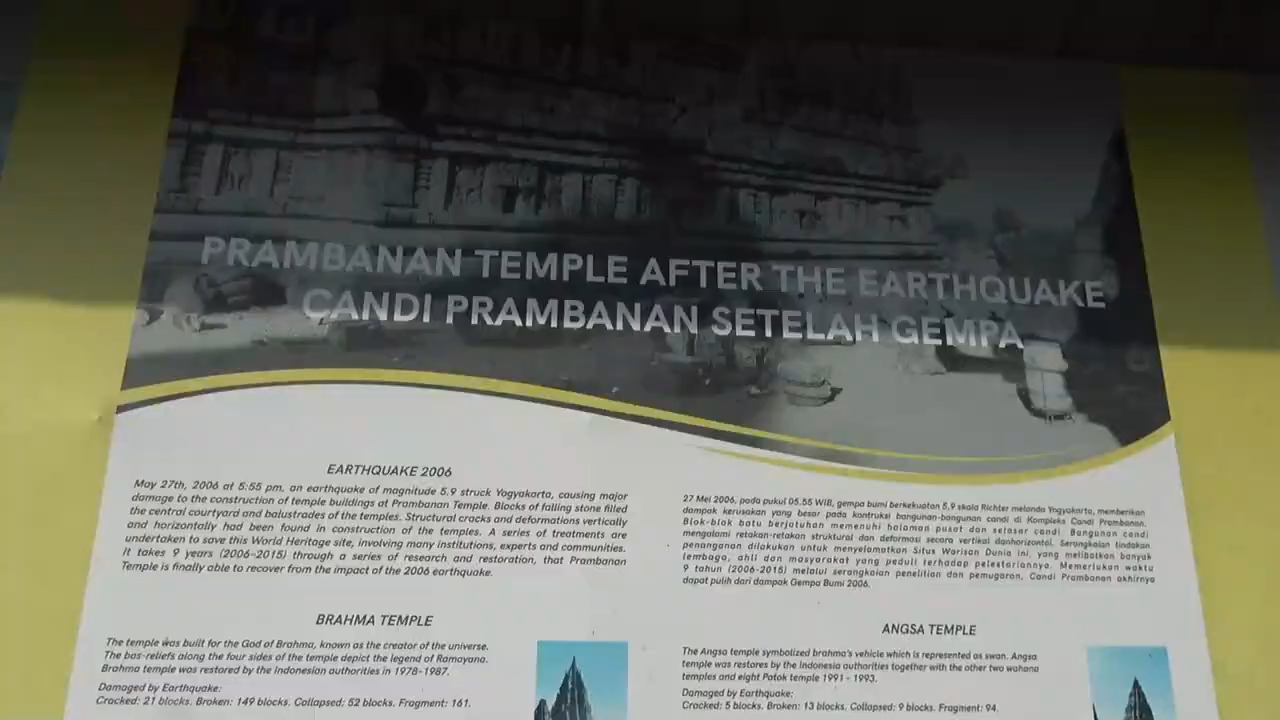 PRAMBANAN TEMPLE AFTER THE EARTHQUAKE
CANDI PRAMBANAN SETELAH GEMPA
EARTHQUAKE 2006
May 27th, 2006 at 5:55 pm, an earthquake of magnitude 5.9 struck Yogyakarta, causing major
damage to the construction of temple buildings at Prambanan Temple. Blocks of falling stone filled
the central courtyard and balustrades of the temples. Structural cracks and deformations vertically
and horizontally had been found in construction of the temples. A series of treatments are
undertaken to save this World Heritage site, involving many institutions, experts and communities.
It takes 9 years (2006-2015) through a series of research and restoration, that Prambanan
Temple is finally able to recover from the impact of the 2006 earthquake.
27 Mei 2006, pada pukul 05.55 WIB, gempa bumi berkekuatan 5,9 skala Richter melanda Yogyakarta, memberikan
dampak kerusakan yang besar pada kontruksi bangunan-bangunan candi di Kompleks Candi Prambanan.
Blok-blok batu berjatuhan memenuhi halaman pusat dan selasar candi. Bangunan candi
mengalami retakan-retakan struktural dan deformasi secara vertikal danhorizontal. Serangkaian tindakan
penanganan dilakukan untuk menyelamatkan Situs Warisan Dunia ini, yang melibatkan banyak
lembaga, ahli dan masyarakat yang peduli terhadap pelestariannya. Memerlukan waktu
9 tahun (2006-2015) melalui serangkaian penelitian dan pemugaran, Candi Prambanan akhirnya
dapat pulih dari dampak Gempa Bumi 2006.
BRAHMA TEMPLE
The temple was built for the God of Brahma, known as the creator of the universe.
The bas-reliefs along the four sides of the temple depict the legend of Ramayana.
Brahma temple was restored by the Indonesian authorities in 1978-1987.
Damaged by Earthquake:
Cracked: 21 blocks. Broken: 149 blocks. Collapsed: 52 blocks. Fragment: 161.
ANGSA TEMPLE
The Angsa temple symbolized brahma's vehicle which is represented as swan. Angsa
temple was restores by the Indonesia authorities together with the other two wahana
temples and eight Patok temple 1991 - 1993.
Damaged by Earthquake:
Cracked: 5 blocks. Broken: 13 blocks. Collapsed: 9 blocks. Fragment: 94.